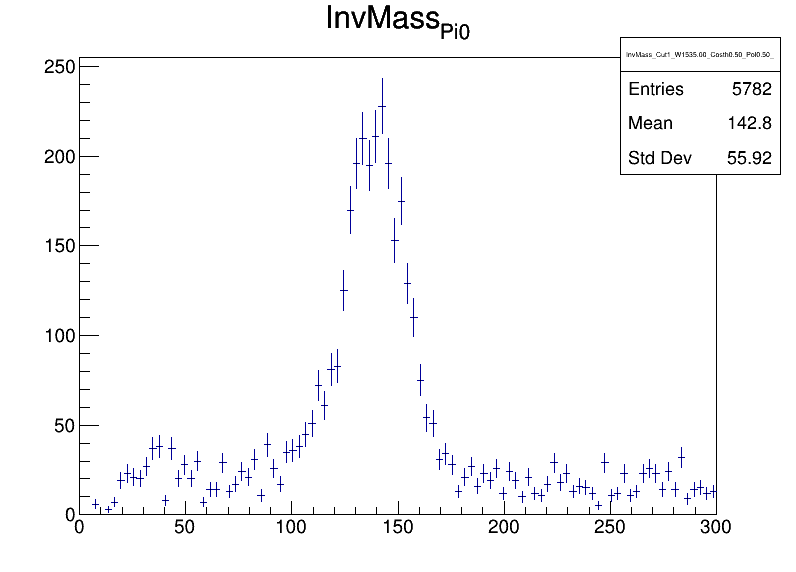 InvMass_Pi0
InvMass_Cut1_W1535.00_Costh0.50_Pol0.50_
Entries 5782
Mean 142.8
Std Dev 55.92
250
200
150
100
50
0
0 50 100 150 200 250 300